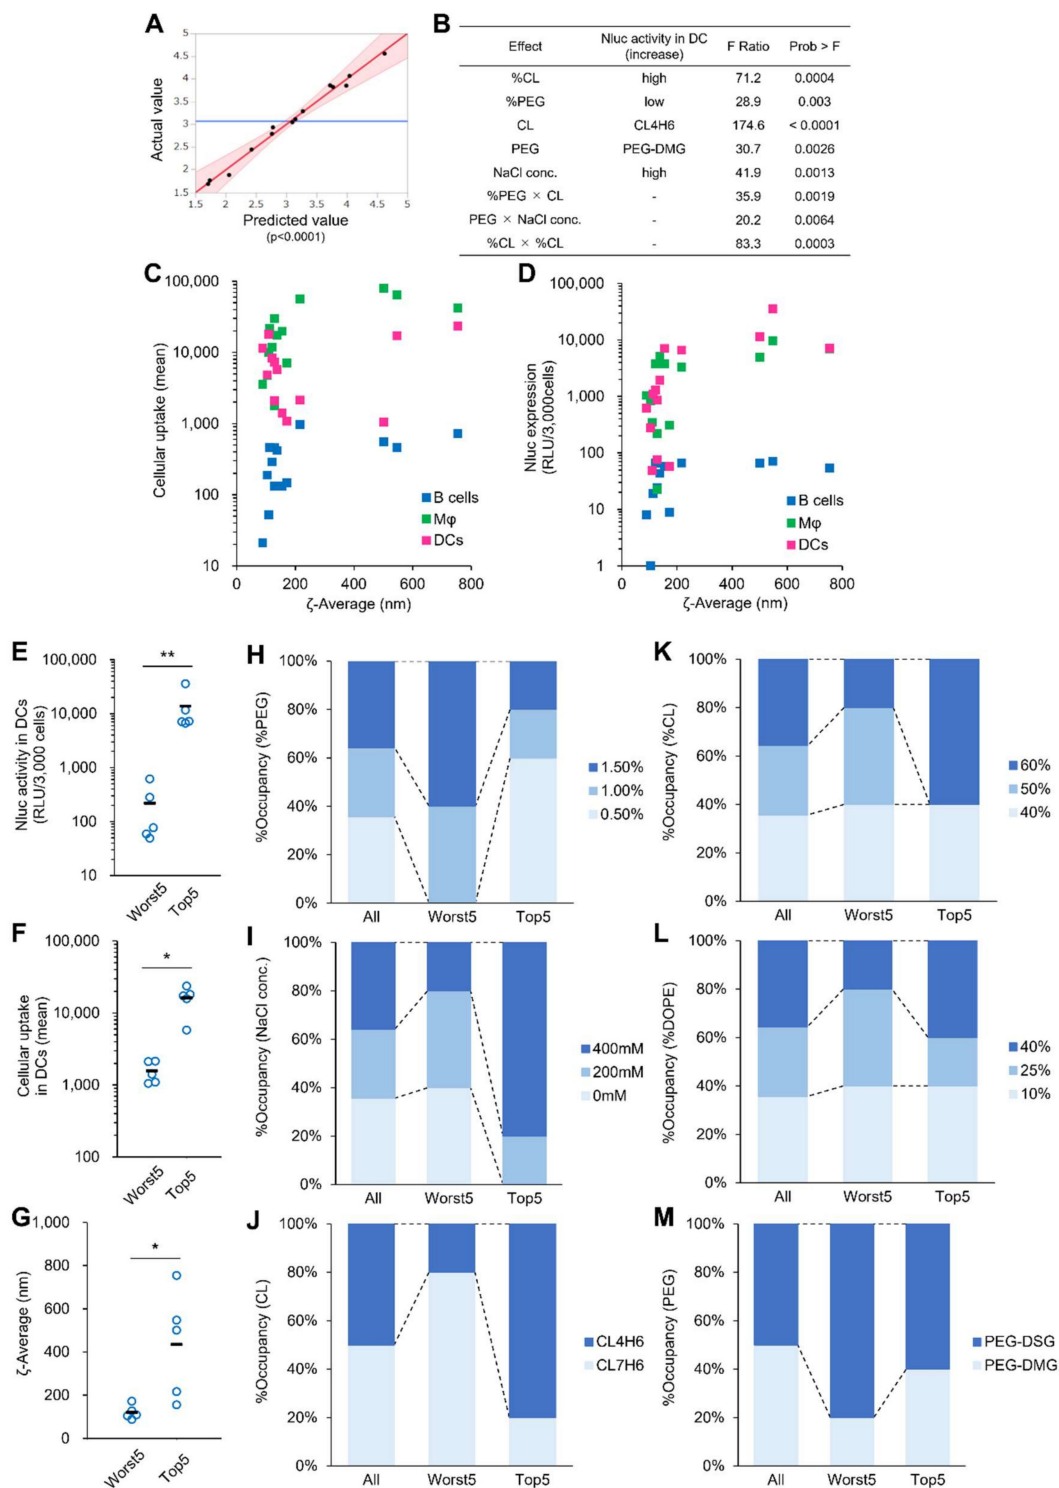 A
Actual value
5
4.5
4
3.5
3
2.5
2
1.5
1.5 2 2.5 3 3.5 4 4.5 5
Predicted value
(p<0.0001)
B
Effect Nluc activity in DC (increase) F Ratio Prob > F
%CL high 71.2 0.0004
%PEG low 28.9 0.003
CL CL4H6 174.6 < 0.0001
PEG PEG-DMG 30.7 0.0026
NaCl conc. high 41.9 0.0013
%PEG × CL - 35.9 0.0019
PEG × NaCl conc. - 20.2 0.0064
%CL × %CL - 83.3 0.0003
C
Cellular uptake (mean)
100,000
10,000
1,000
100
10
0 200 400 600 800
ζ-Average (nm)
B cells
Mφ
DCs
D
Nluc expression
(RLU/3,000cells)
100,000
10,000
1,000
100
10
1
0 200 400 600 800
ζ-Average (nm)
B cells
Mφ
DCs
E
Nluc activity in DCs
(RLU/3,000 cells)
100,000
10,000
1,000
100
10
**
Worst5 Top5
H
%Occupancy (%PEG)
100%
80%
60%
40%
20%
0%
All Worst5 Top5
1.50%
1.00%
0.50%
K
%Occupancy (%CL)
100%
80%
60%
40%
20%
0%
All Worst5 Top5
60%
50%
40%
F
Cellular uptake
in DCs (mean)
100,000
10,000
1,000
100
*
Worst5 Top5
I
%Occupancy (NaCl conc.)
100%
80%
60%
40%
20%
0%
All Worst5 Top5
400mM
200mM
0mM
L
%Occupancy (%DOPE)
100%
80%
60%
40%
20%
0%
All Worst5 Top5
40%
25%
10%
G
ζ-Average (nm)
1,000
800
600
400
200
0
*
Worst5 Top5
J
%Occupancy (CL)
100%
80%
60%
40%
20%
0%
All Worst5 Top5
CL4H6
CL7H6
M
%Occupancy (PEG)
100%
80%
60%
40%
20%
0%
All Worst5 Top5
PEG-DSG
PEG-DMG